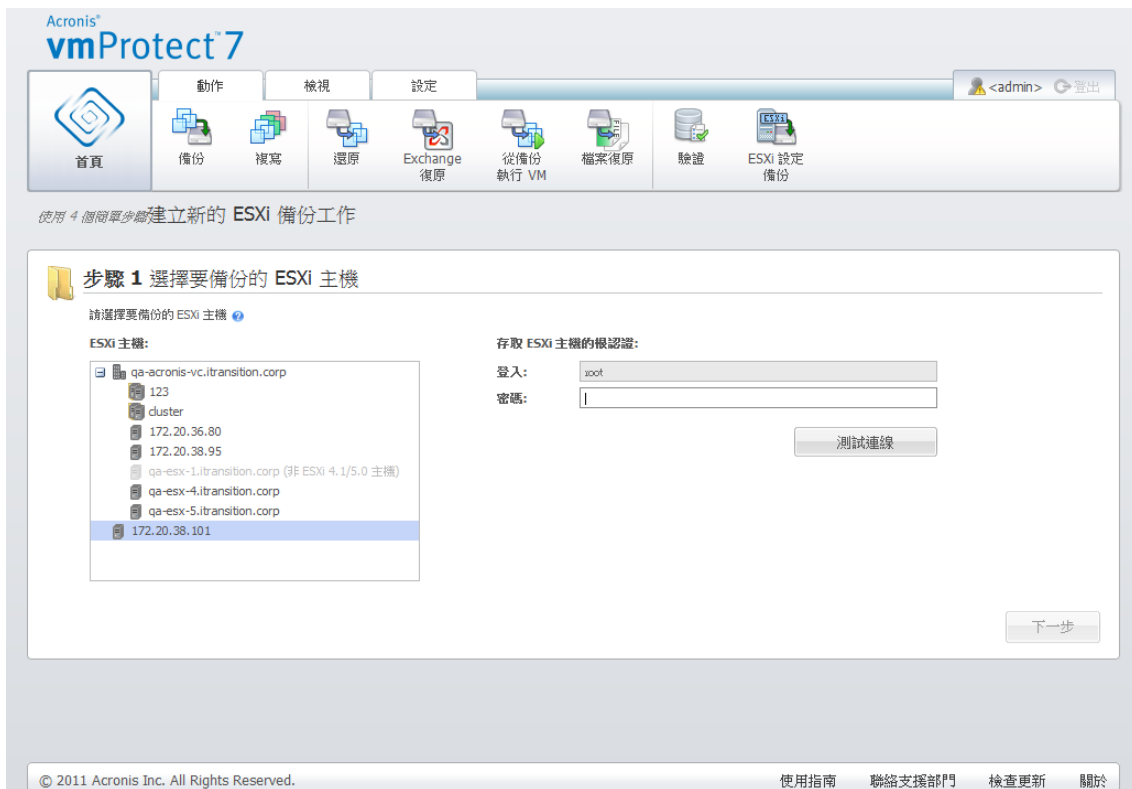 Acronis®
vmProtect™7
動作 檢視 設定
<admin> 登出
首頁
備份
複寫
還原
Exchange
復原
從備份
執行 VM
檔案復原
驗證
ESXi 設定
備份
使用 4 個簡單步驟建立新的 ESXi 備份工作
步驟 1 選擇要備份的 ESXi 主機
請選擇要備份的 ESXi 主機
ESXi 主機:
qa-acronis-vc.itransition.corp
123
cluster
172.20.36.80
172.20.38.95
qa-esx-1.itransition.corp (非 ESXi 4.1/5.0 主機)
qa-esx-4.itransition.corp
qa-esx-5.itransition.corp
172.20.38.101
存取 ESXi 主機的根認證:
登入: root
密碼:
測試連線
下一步
© 2011 Acronis Inc. All Rights Reserved.
使用指南 聯絡支援部門 檢查更新 關於